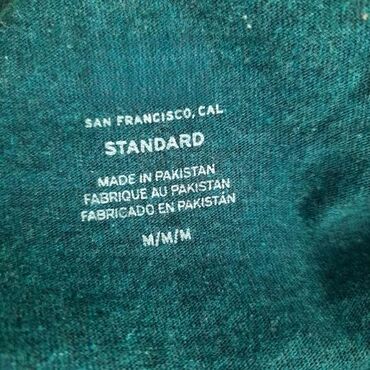 SAN FRANCISCO, CAL.
STANDARD
MADE IN PAKISTAN
FABRIQUE AU PAKISTAN
FABRICADO EN PAKISTÁN
M/M/M